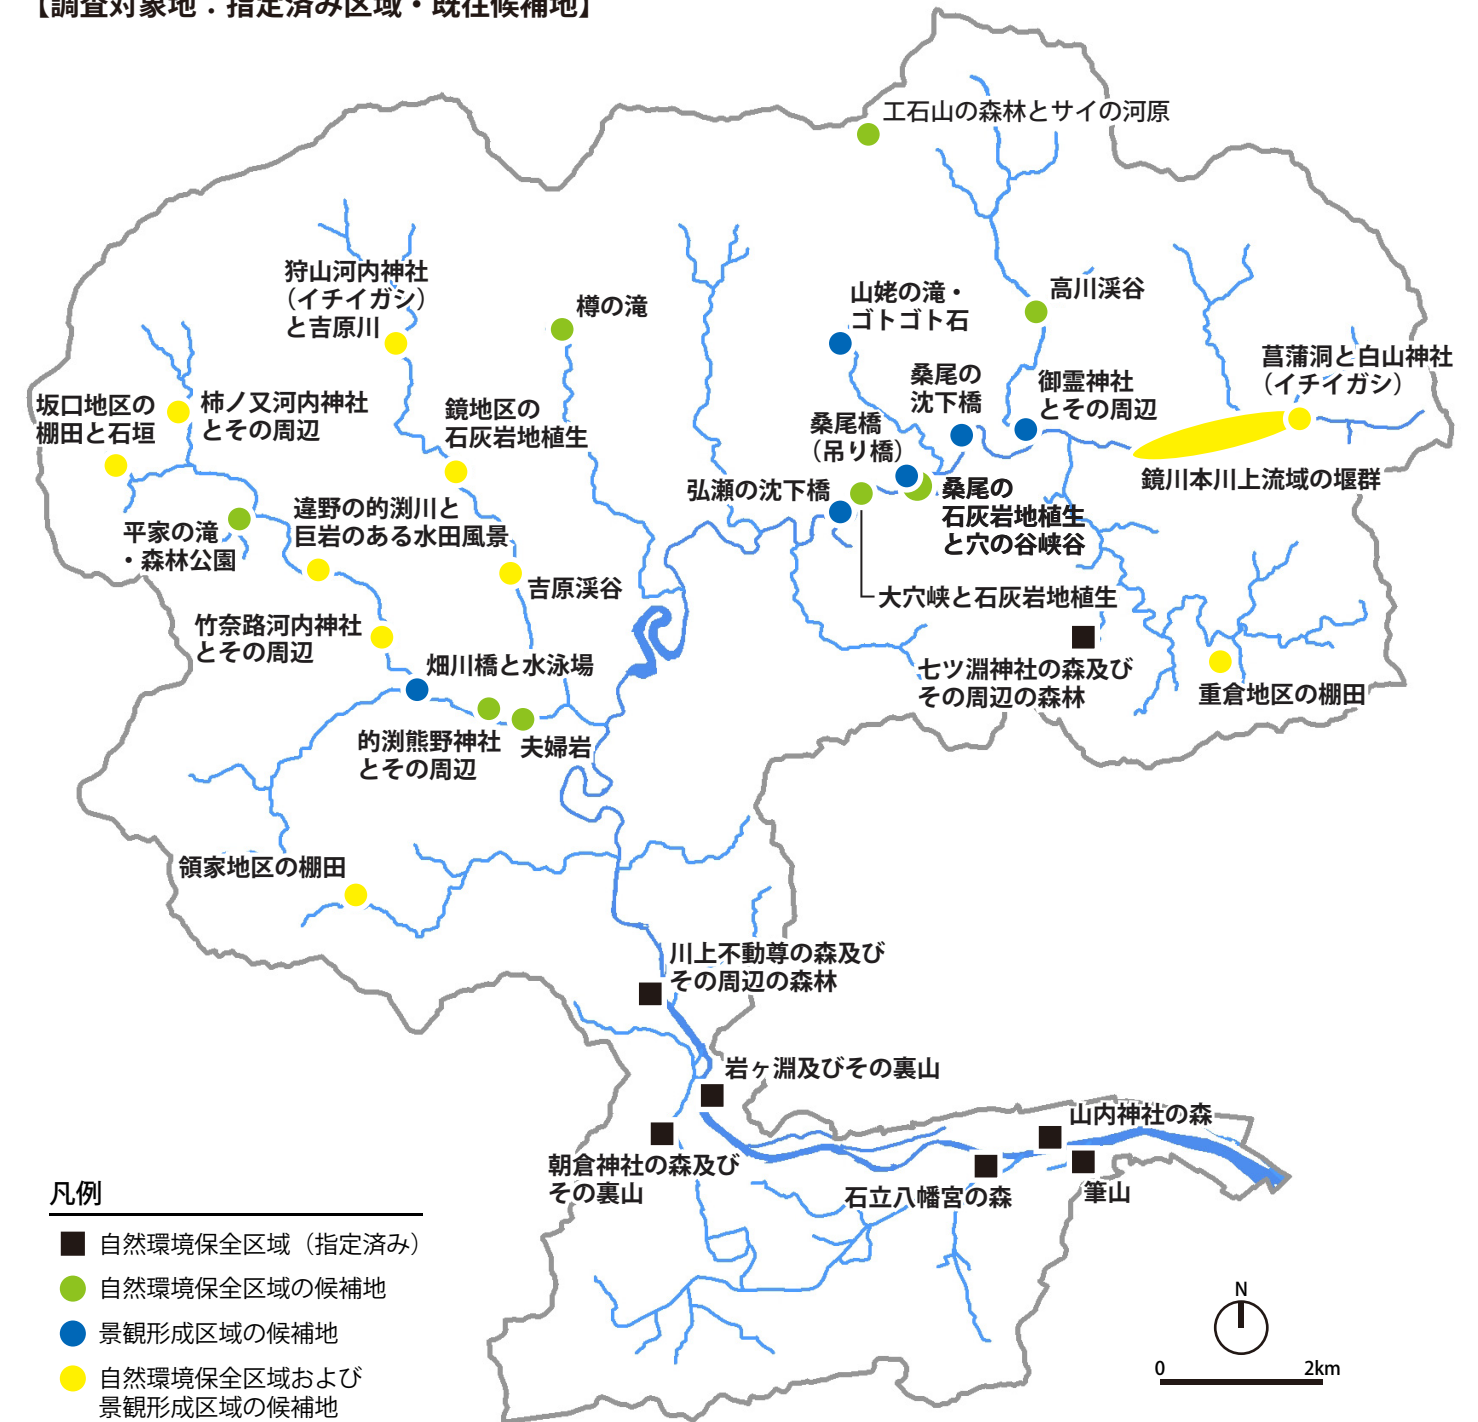 【調査対象地：指定済み区域・既存候補地】
工石山の森林とサイの河原
狩山河内神社
（イチイガシ）
と吉原川
樽の滝
山姥の滝・
ゴトゴト石
高川渓谷
菖蒲洞と白山神社
（イチイガシ）
坂口地区の
棚田と石垣
柿ノ又河内神社
とその周辺
鏡地区の
石灰岩地植生
桑尾の
沈下橋
御霊神社
とその周辺
桑尾橋
（吊り橋）
鏡川本川上流域の堰群
弘瀬の沈下橋
桑尾の
石灰岩地植生
と穴の谷峡谷
平家の滝
・森林公園
違野的渕川と
巨岩のある水田風景
吉原渓谷
大穴峡と石灰岩地植生
竹奈路河内神社
とその周辺
畑川橋と水泳場
七ツ淵神社の森及び
その周辺の森林
重倉地区の棚田
的渕熊野神社
とその周辺
夫婦岩
領家地区の棚田
川上不動尊の森及び
その周辺の森林
岩ヶ淵及びその裏山
山内神社の森
朝倉神社の森及び
その裏山
石立八幡宮の森
筆山
凡例
自然環境保全区域（指定済み）
自然環境保全区域の候補地
景観形成区域の候補地
自然環境保全区域および
景観形成区域の候補地
N
0 2km